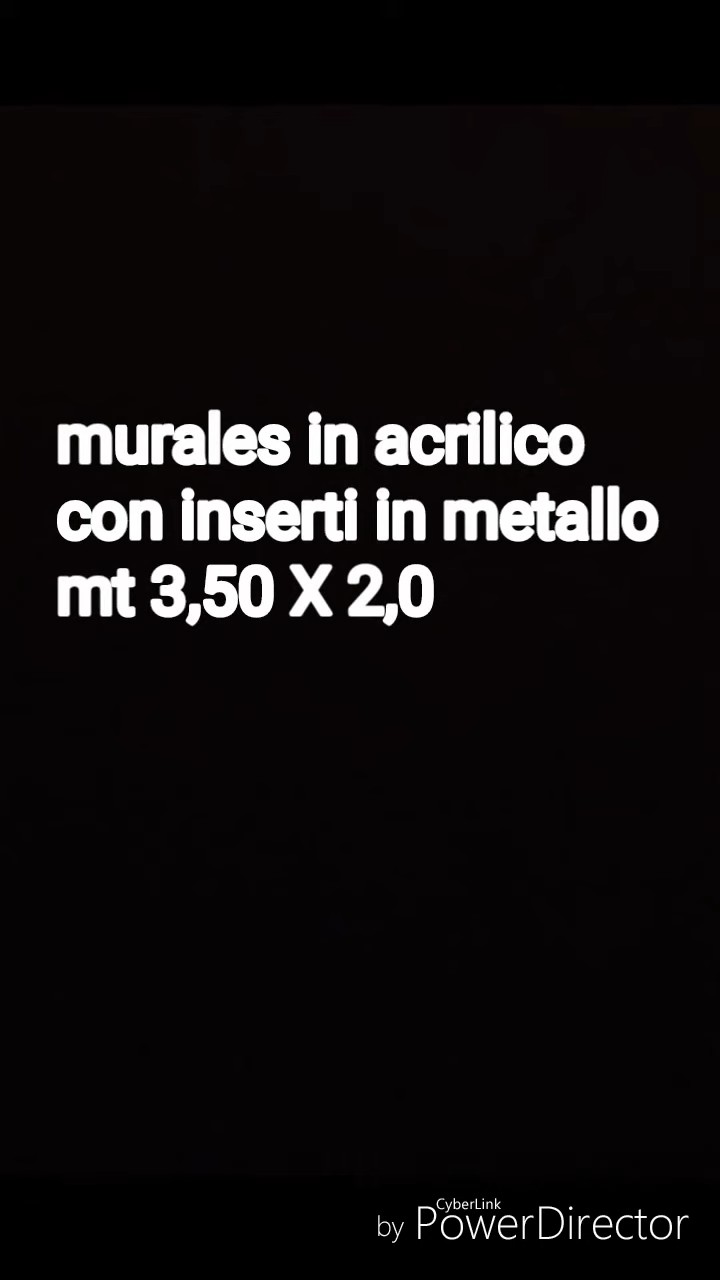 murales in acrilico
con inserti in metallo
mt 3,50 X 2,0
CyberLink
by PowerDirector